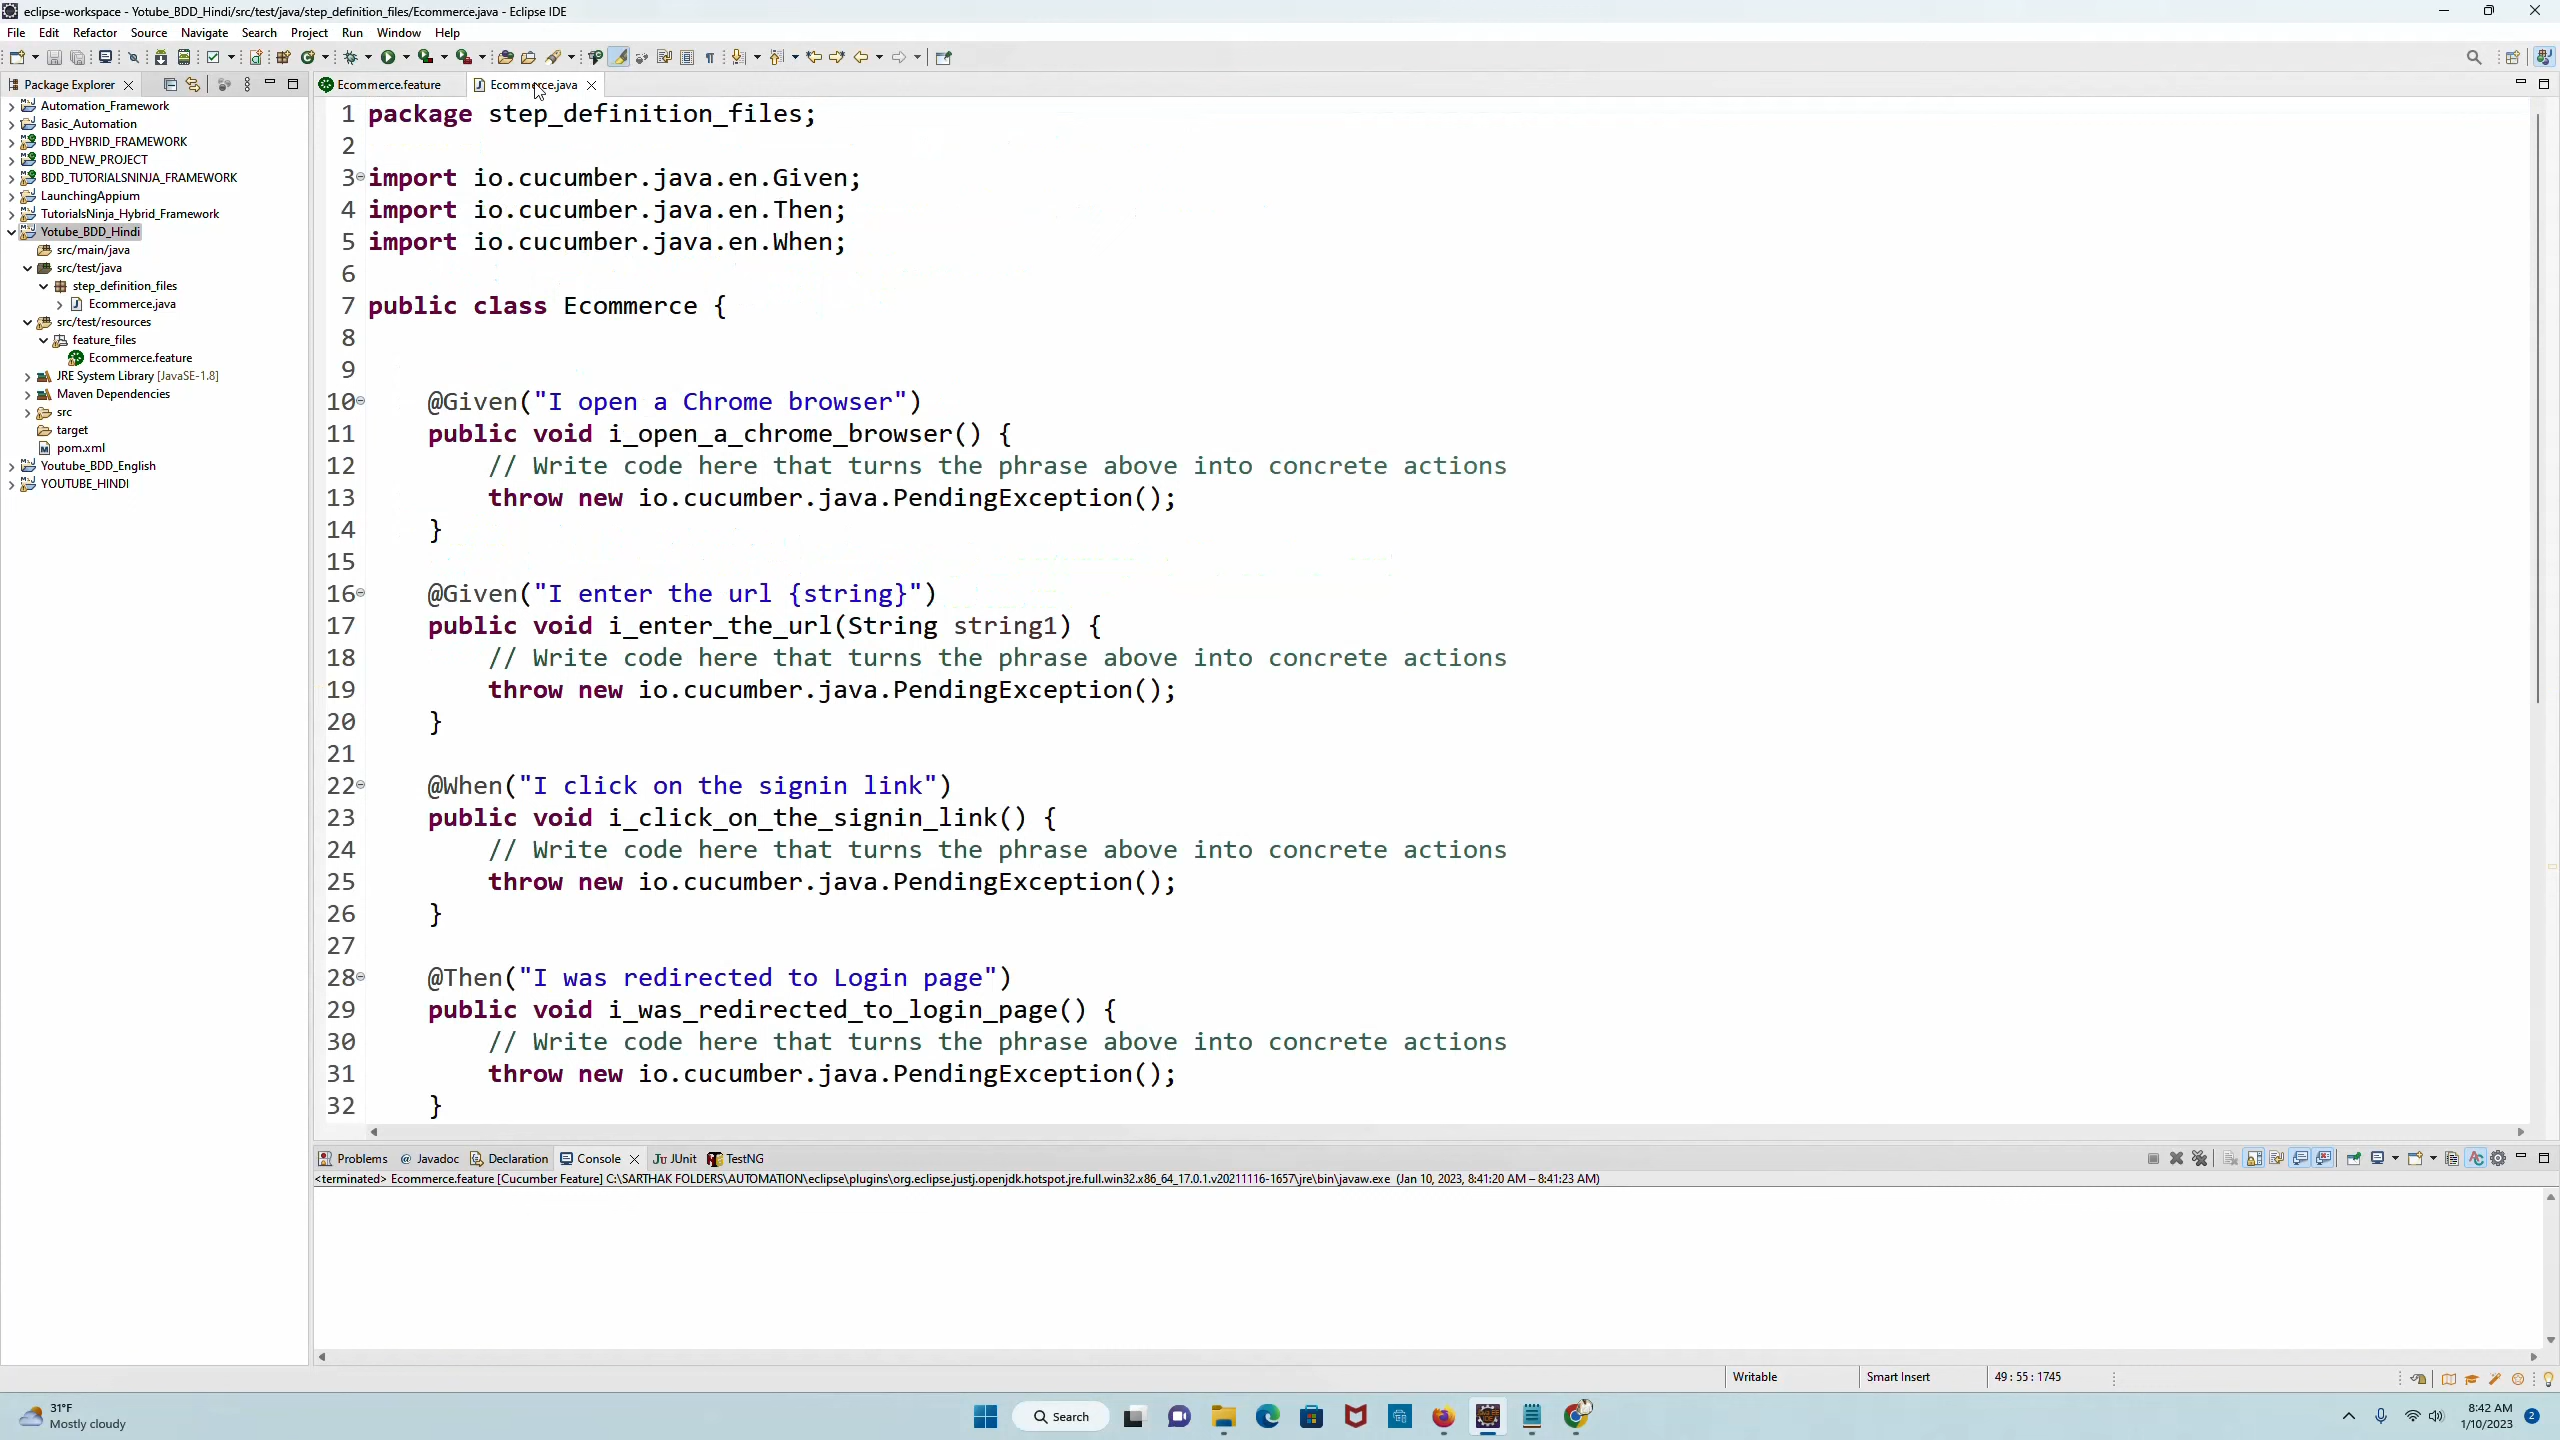 eclipse-workspace - Yotube_BDD_Hindi/src/test/java/step_definition_files/Ecommerce.java - Eclipse IDE
File Edit Refactor Source Navigate Search Project Run Window Help
Package Explorer
Ecommerce.feature
Ecommerce.java
Automation_Framework
Basic_Automation
BDD_HYBRID_FRAMEWORK
BDD_NEW_PROJECT
BDD_TUTORIALSNINJA_FRAMEWORK
LaunchingAppium
TutorialsNinja_Hybrid_Framework
Yotube_BDD_Hindi
src/main/java
src/test/java
step_definition_files
Ecommerce.java
src/test/resources
feature_files
Ecommerce.feature
JRE System Library [JavaSE-1.8]
Maven Dependencies
src
target
pom.xml
Youtube_BDD_English
YOUTUBE_HINDI
1 package step_definition_files;
2
3 import io.cucumber.java.en.Given;
4 import io.cucumber.java.en.Then;
5 import io.cucumber.java.en.When;
6
7 public class Ecommerce {
8
9
10 @Given("I open a Chrome browser")
11 public void i_open_a_chrome_browser() {
12 // Write code here that turns the phrase above into concrete actions
13 throw new io.cucumber.java.PendingException();
14 }
15
16 @Given("I enter the url {string}")
17 public void i_enter_the_url(String string1) {
18 // Write code here that turns the phrase above into concrete actions
19 throw new io.cucumber.java.PendingException();
20 }
21
22 @When("I click on the signin link")
23 public void i_click_on_the_signin_link() {
24 // Write code here that turns the phrase above into concrete actions
25 throw new io.cucumber.java.PendingException();
26 }
27
28 @Then("I was redirected to Login page")
29 public void i_was_redirected_to_login_page() {
30 // Write code here that turns the phrase above into concrete actions
31 throw new io.cucumber.java.PendingException();
32 }
Problems @ Javadoc Declaration Console JUnit TestNG
<terminated> Ecommerce.feature [Cucumber Feature] C:\SARTHAK FOLDERS\AUTOMATION\eclipse\plugins\org.eclipse.justj.openjdk.hotspot.jre.full.win32.x86_64_17.0.1.v20211116-1657\jre\bin\javaw.exe (Jan 10, 2023, 8:41:20 AM – 8:41:23 AM)
Writable
Smart Insert
49 : 55 : 1745
31°F
Mostly cloudy
Search
8:42 AM
1/10/2023
2